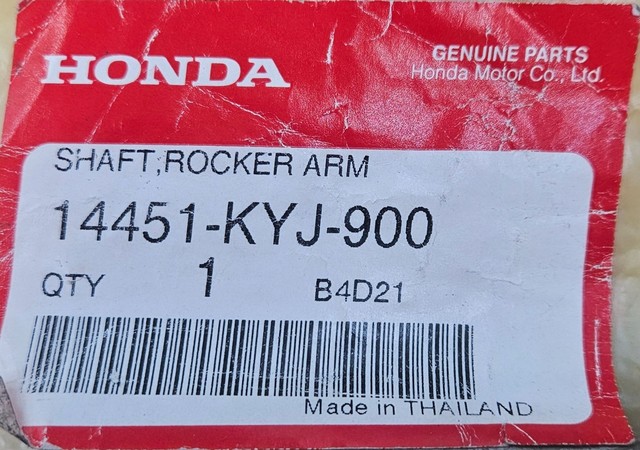 HONDA
GENUINE PARTS
Honda Motor Co., Ltd.
SHAFT,ROCKER ARM
14451-KYJ-900
QTY 1 B4D21
Made in THAILAND